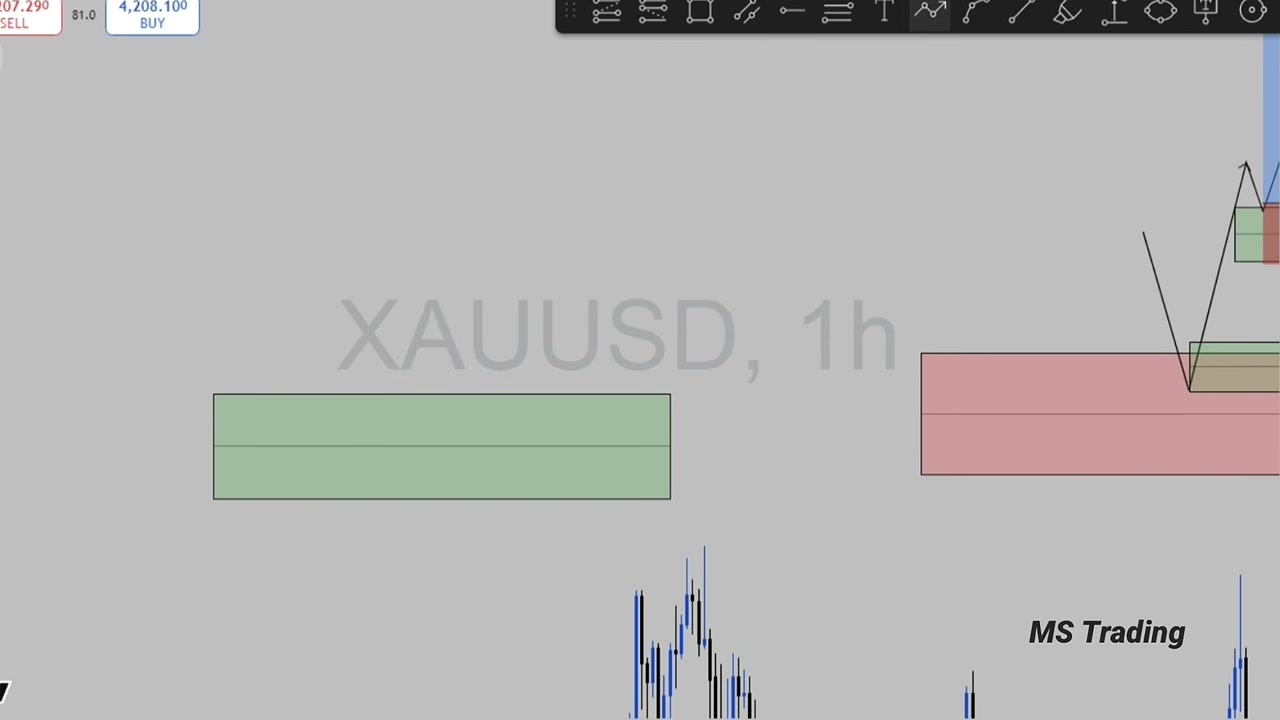 207.290
SELL
81.0
4,208.100
BUY
T
T
XAUUSD, 1h
MS Trading